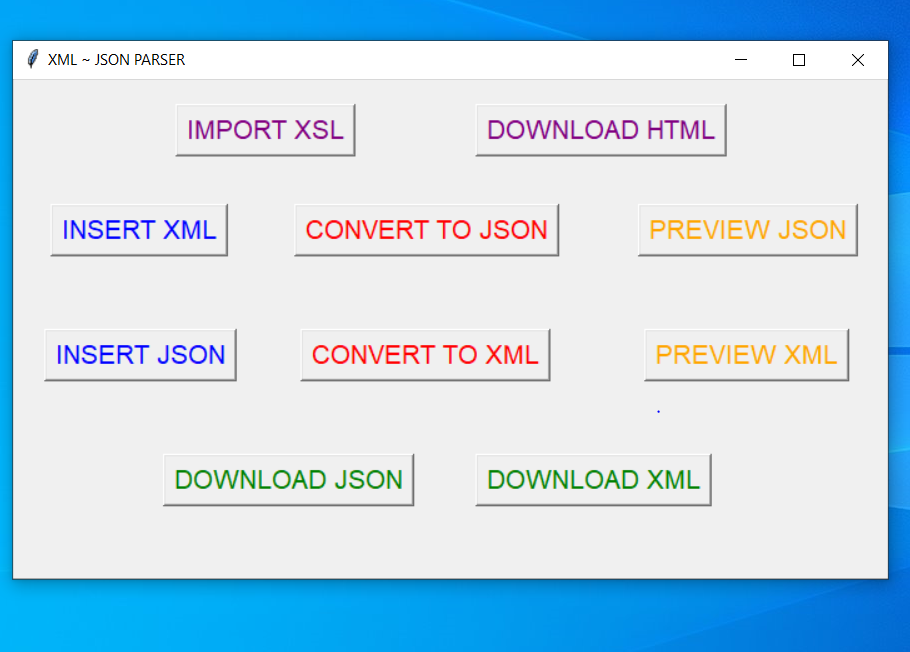 XML ~ JSON PARSER
IMPORT XSL
DOWNLOAD HTML
INSERT XML
CONVERT TO JSON
PREVIEW JSON
INSERT JSON
CONVERT TO XML
PREVIEW XML
DOWNLOAD JSON
DOWNLOAD XML